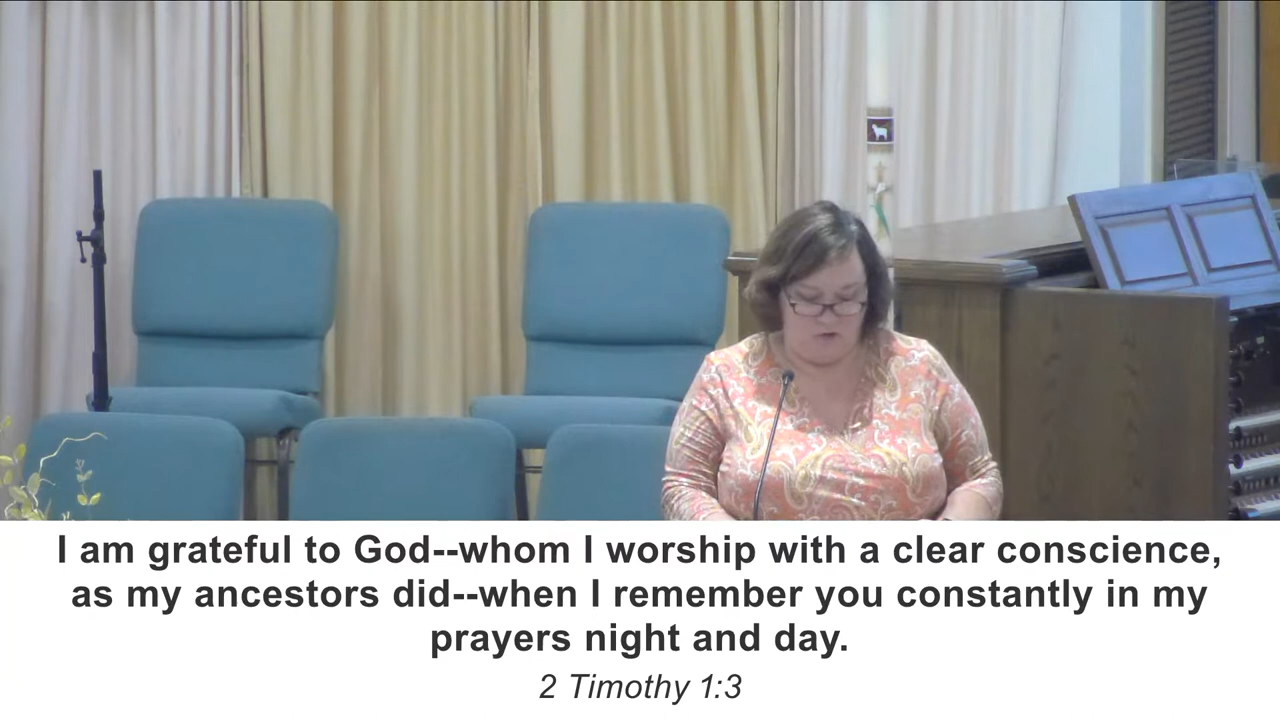 I am grateful to God--whom I worship with a clear conscience,
as my ancestors did--when I remember you constantly in my
prayers night and day.
2 Timothy 1:3